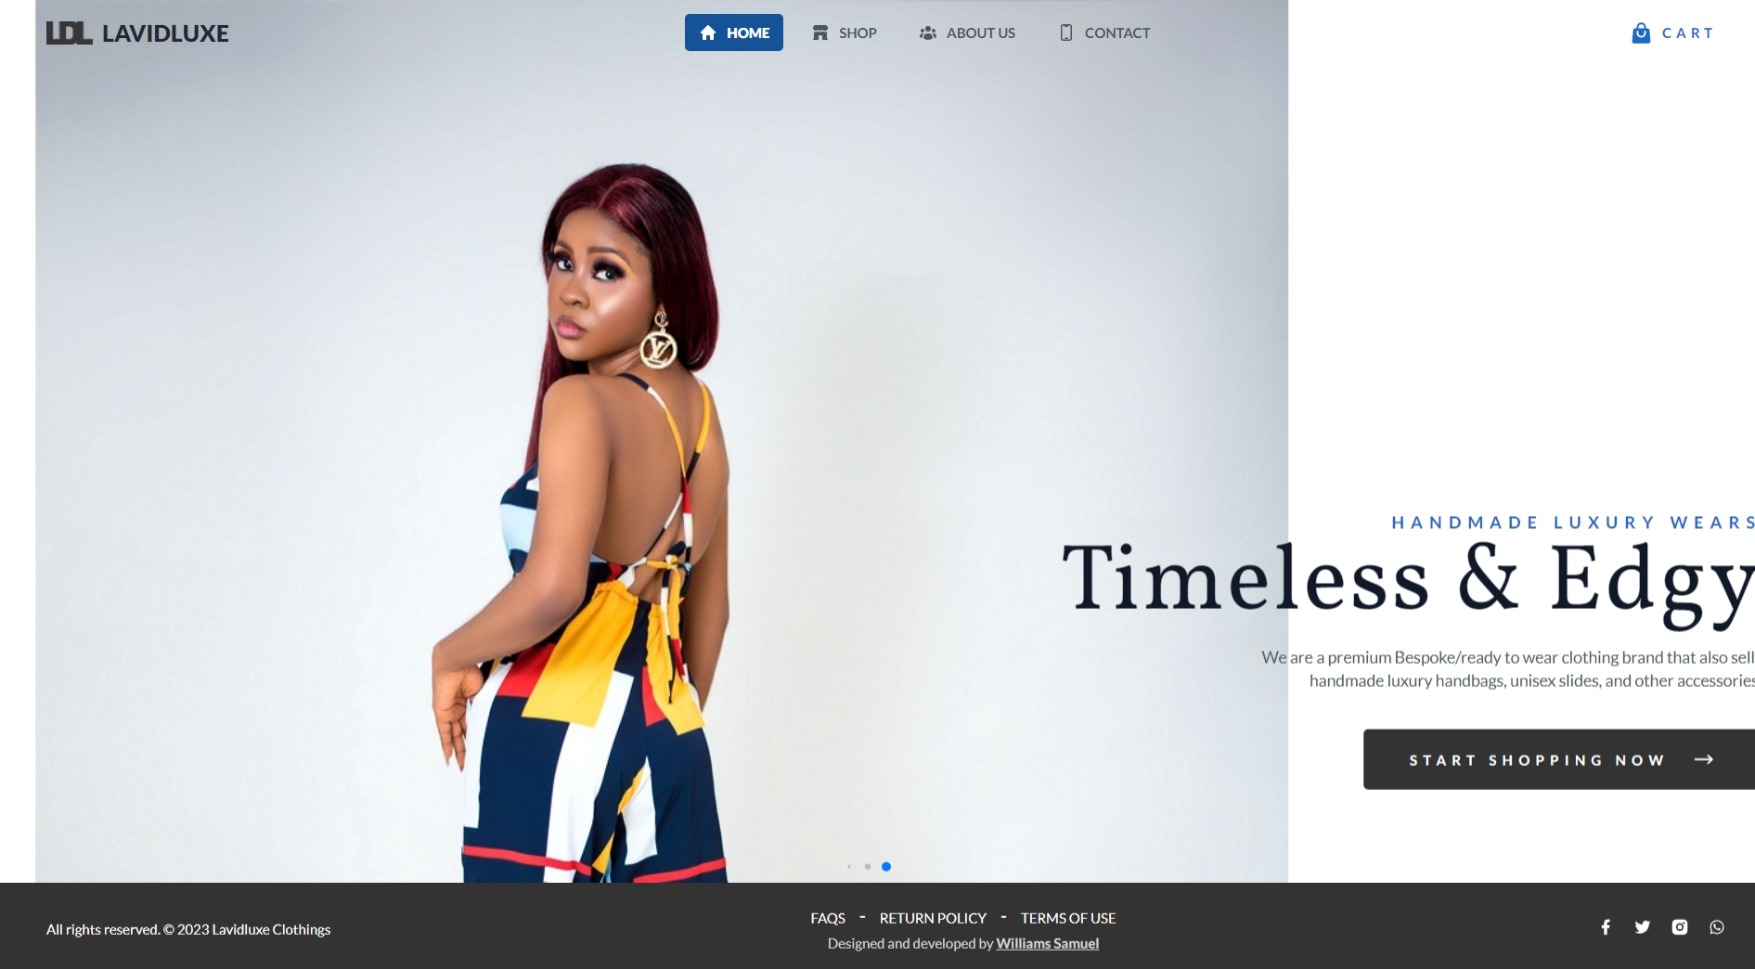 LDL LAVIDLUXE
HOME SHOP ABOUT US CONTACT
CART
LV
HANDMADE LUXURY WEARS
Timeless & Edgy
We are a premium Bespoke/ready to wear clothing brand that also sell
handmade luxury handbags, unisex slides, and other accessories
START SHOPPING NOW →
All rights reserved. © 2023 Lavidluxe Clothings
FAQS - RETURN POLICY - TERMS OF USE
Designed and developed by Williams Samuel